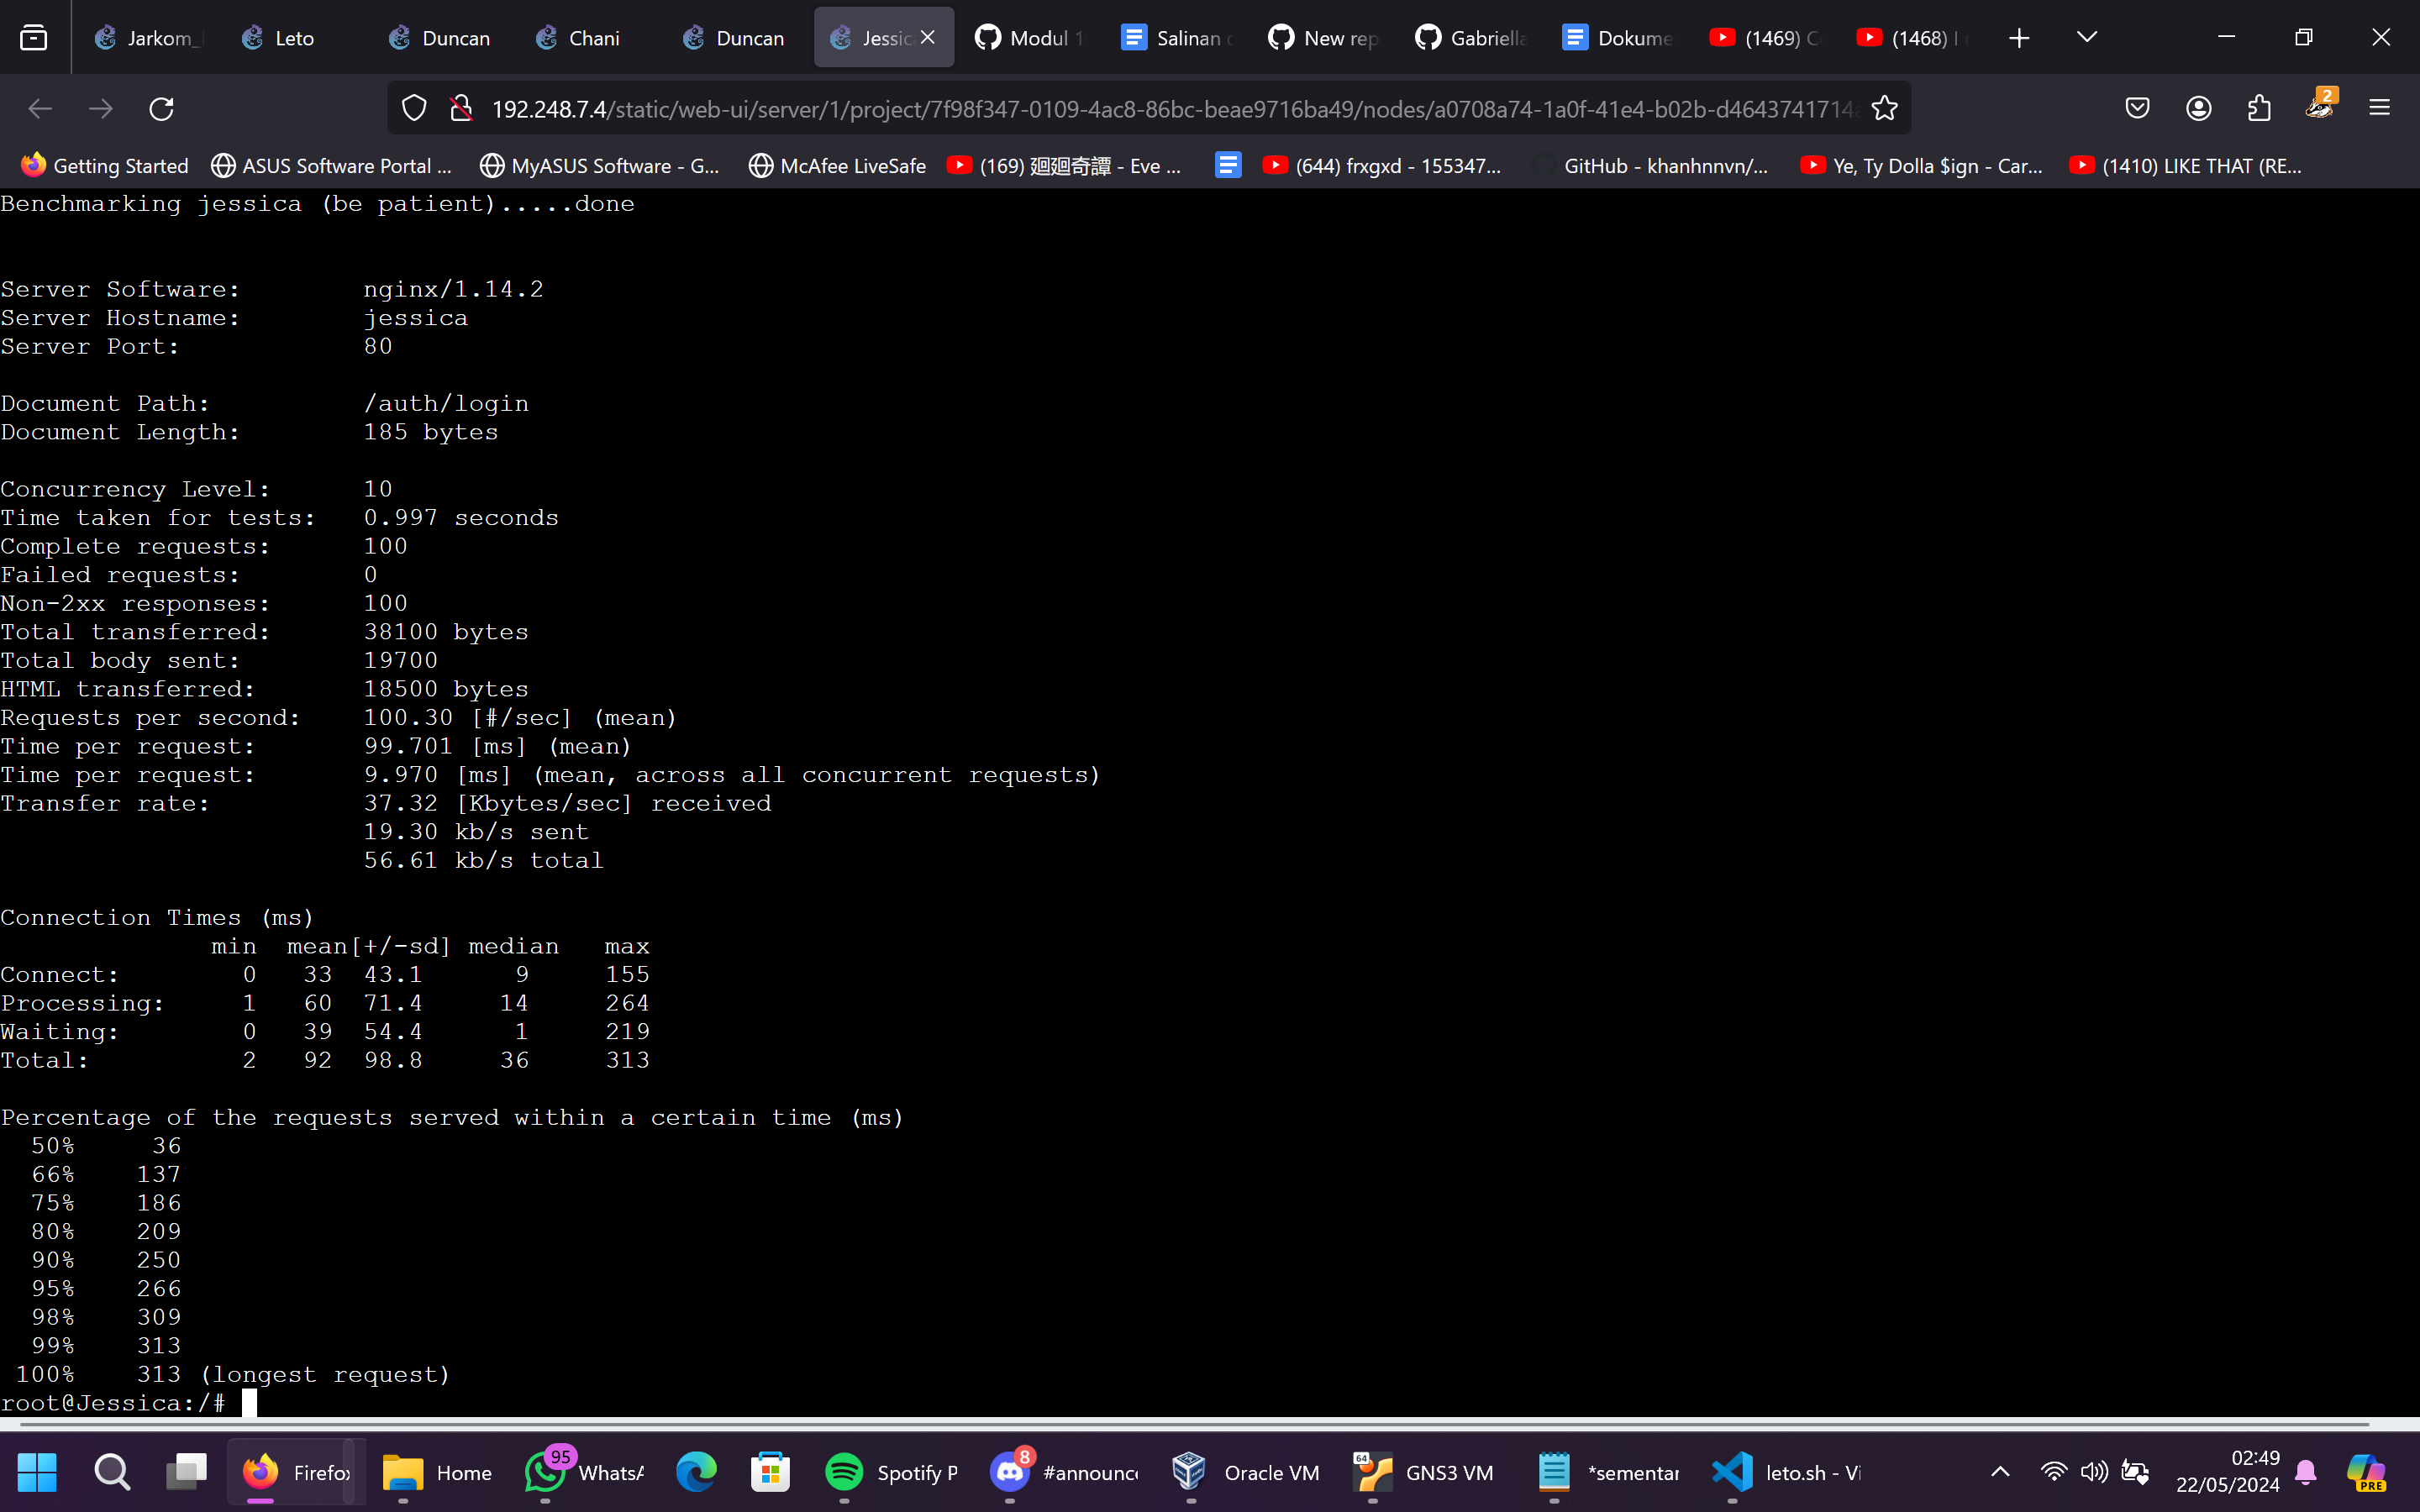 Jarkom_
Leto
Duncan
Chani
Duncan
Jessic
Modul 1
Salinan
New rep
Gabriella
Dokume
(1469) C
(1468) I
192.248.7.4/static/web-ui/server/1/project/7f98f347-0109-4ac8-86bc-beae9716ba49/nodes/a0708a74-1a0f-41e4-b02b-d4643741714
2
Getting Started
ASUS Software Portal ...
MyASUS Software - G...
McAfee LiveSafe
(169) 廻廻奇譚 - Eve ...
(644) frxgxd - 155347...
GitHub - khanhnnvn/...
Ye, Ty Dolla $ign - Car...
(1410) LIKE THAT (RE...
Benchmarking jessica (be patient).....done
Server Software: nginx/1.14.2
Server Hostname: jessica
Server Port: 80
Document Path: /auth/login
Document Length: 185 bytes
Concurrency Level: 10
Time taken for tests: 0.997 seconds
Complete requests: 100
Failed requests: 0
Non-2xx responses: 100
Total transferred: 38100 bytes
Total body sent: 19700
HTML transferred: 18500 bytes
Requests per second: 100.30 [#/sec] (mean)
Time per request: 99.701 [ms] (mean)
Time per request: 9.970 [ms] (mean, across all concurrent requests)
Transfer rate: 37.32 [Kbytes/sec] received
19.30 kb/s sent
56.61 kb/s total
Connection Times (ms)
min mean[+/-sd] median max
Connect: 0 33 43.1 9 155
Processing: 1 60 71.4 14 264
Waiting: 0 39 54.4 1 219
Total: 2 92 98.8 36 313
Percentage of the requests served within a certain time (ms)
50% 36
66% 137
75% 186
80% 209
90% 250
95% 266
98% 309
99% 313
100% 313 (longest request)
root@Jessica:/#
Firefox
Home
95
WhatsA
Spotify P
8
#announc
Oracle VM
64
GNS3 VM
*sementar
leto.sh - Vi
02:49
22/05/2024
PRE